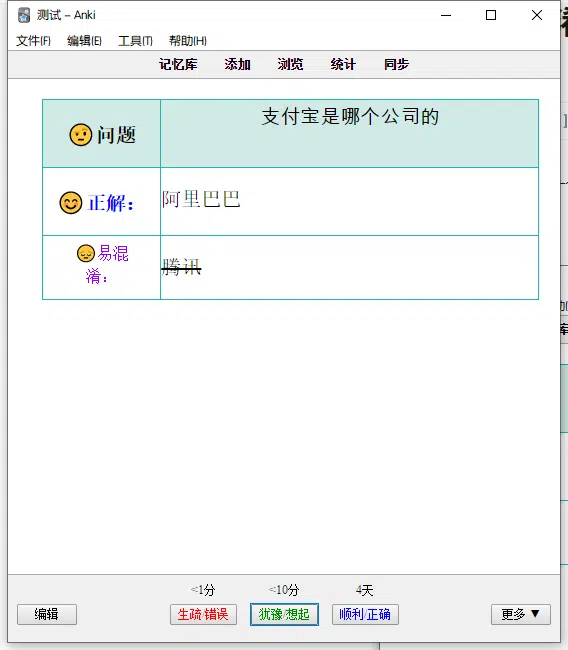 测试 – Anki
文件(F) 编辑(E) 工具(T) 帮助(H)
记忆库 添加 浏览 统计 同步
问题 支付宝是哪个公司的
正解： 阿里巴巴
易混
淆： 腾讯
<1分 <10分 4天
编辑 生疏/错误 犹豫/想起 顺利/正确 更多 ▼